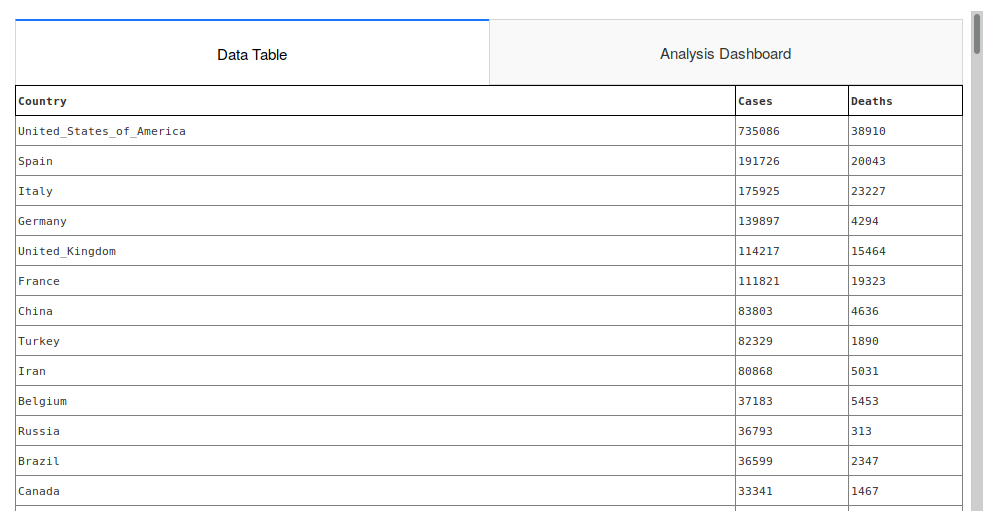 Data Table Analysis Dashboard
Country Cases Deaths
United_States_of_America 735086 38910
Spain 191726 20043
Italy 175925 23227
Germany 139897 4294
United_Kingdom 114217 15464
France 111821 19323
China 83803 4636
Turkey 82329 1890
Iran 80868 5031
Belgium 37183 5453
Russia 36793 313
Brazil 36599 2347
Canada 33341 1467